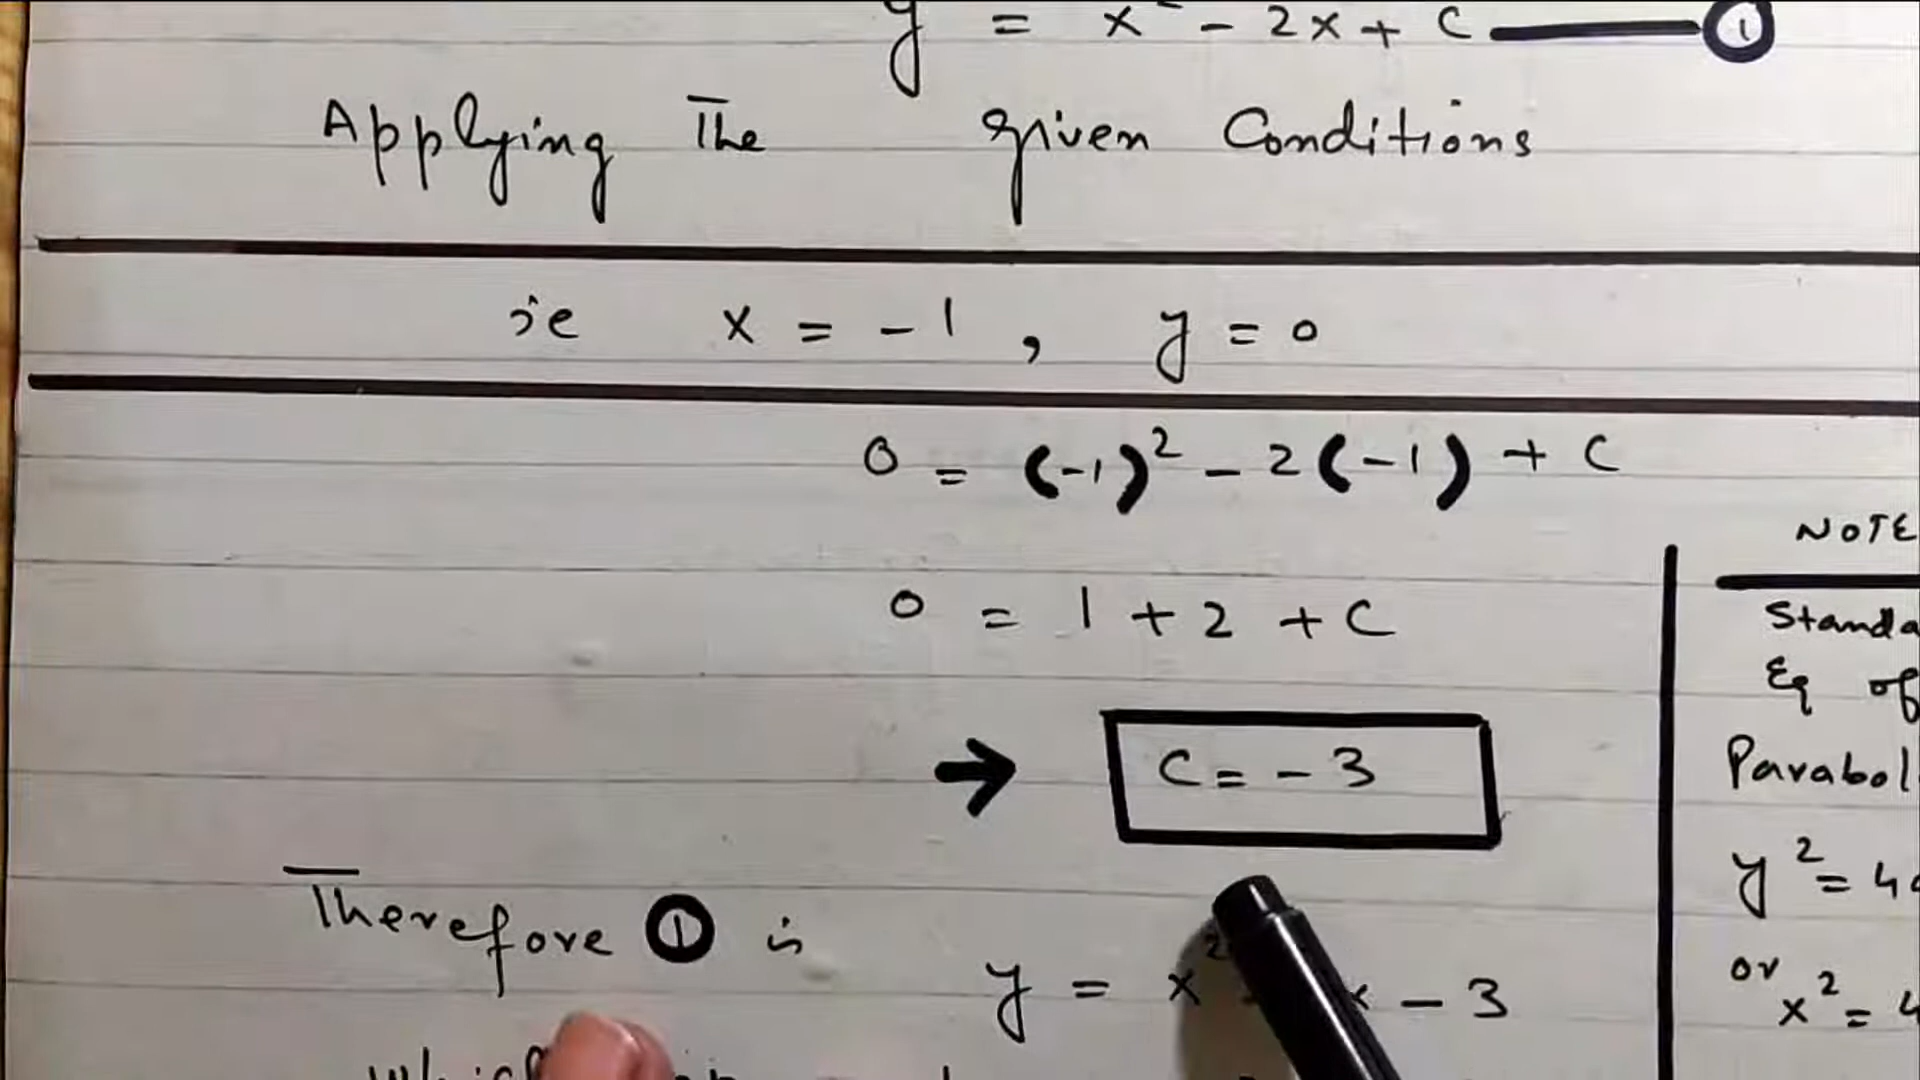 y = x² - 2x + C ①
Applying The given Conditions
ie x = -1, y = 0
0 = (-1)² - 2(-1) + C
0 = 1 + 2 + C
→ C = -3
Therefore ① is
y = x² - x - 3
NOTE
Standa
Eq of
Parabol
y² = 4
or x² = 4